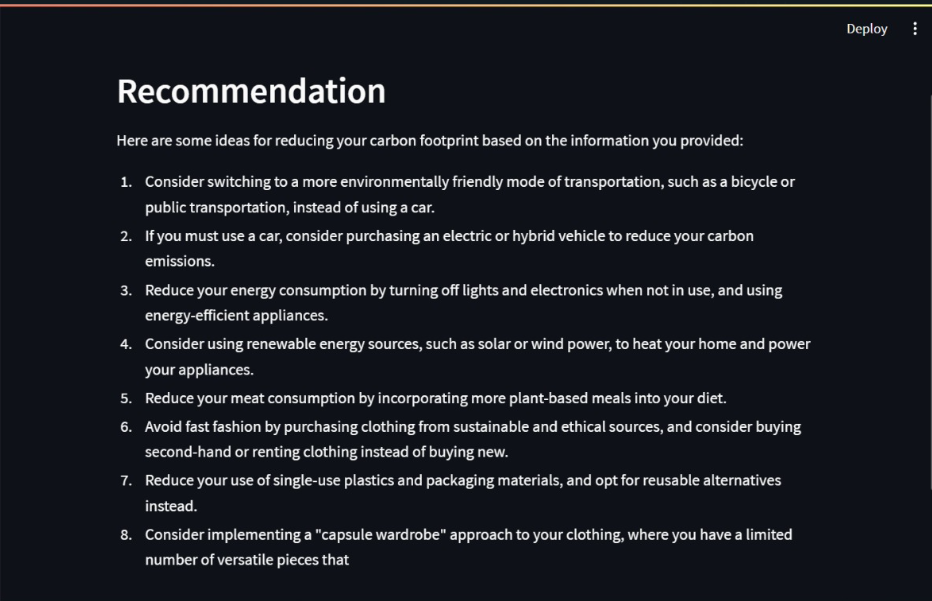 Deploy
Recommendation
Here are some ideas for reducing your carbon footprint based on the information you provided:
1. Consider switching to a more environmentally friendly mode of transportation, such as a bicycle or
public transportation, instead of using a car.
2. If you must use a car, consider purchasing an electric or hybrid vehicle to reduce your carbon
emissions.
3. Reduce your energy consumption by turning off lights and electronics when not in use, and using
energy-efficient appliances.
4. Consider using renewable energy sources, such as solar or wind power, to heat your home and power
your appliances.
5. Reduce your meat consumption by incorporating more plant-based meals into your diet.
6. Avoid fast fashion by purchasing clothing from sustainable and ethical sources, and consider buying
second-hand or renting clothing instead of buying new.
7. Reduce your use of single-use plastics and packaging materials, and opt for reusable alternatives
instead.
8. Consider implementing a "capsule wardrobe" approach to your clothing, where you have a limited
number of versatile pieces that